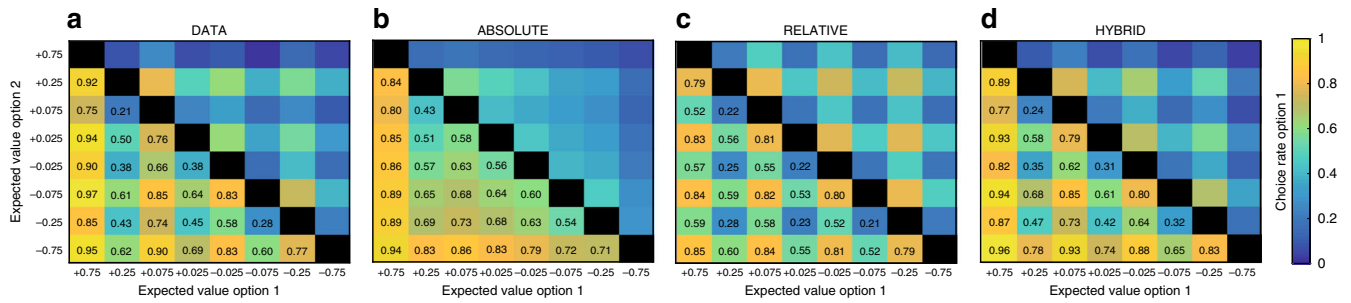 a
DATA
b
ABSOLUTE
c
RELATIVE
d
HYBRID
Expected value option 2
+0.75
+0.25
+0.075
+0.025
−0.025
−0.075
−0.25
−0.75
0.92
0.75 0.21
0.94 0.50 0.76
0.90 0.38 0.66 0.38
0.97 0.61 0.85 0.64 0.83
0.85 0.43 0.74 0.45 0.58 0.28
0.95 0.62 0.90 0.69 0.83 0.60 0.77
+0.75 +0.25 +0.075 +0.025 −0.025 −0.075 −0.25 −0.75
Expected value option 1
0.84
0.80 0.43
0.85 0.51 0.58
0.86 0.57 0.63 0.56
0.89 0.65 0.68 0.64 0.60
0.89 0.69 0.73 0.68 0.63 0.54
0.94 0.83 0.86 0.83 0.79 0.72 0.71
+0.75 +0.25 +0.075 +0.025 −0.025 −0.075 −0.25 −0.75
Expected value option 1
0.79
0.52 0.22
0.83 0.56 0.81
0.57 0.25 0.55 0.22
0.84 0.59 0.82 0.53 0.80
0.59 0.28 0.58 0.23 0.52 0.21
0.85 0.60 0.84 0.55 0.81 0.52 0.79
+0.75 +0.25 +0.075 +0.025 −0.025 −0.075 −0.25 −0.75
Expected value option 1
0.89
0.77 0.24
0.93 0.58 0.79
0.82 0.35 0.62 0.31
0.94 0.68 0.85 0.61 0.80
0.87 0.47 0.73 0.42 0.64 0.32
0.96 0.78 0.93 0.74 0.88 0.65 0.83
+0.75 +0.25 +0.075 +0.025 −0.025 −0.075 −0.25 −0.75
Expected value option 1
1
0.8
0.6
0.4
0.2
0
Choice rate option 1